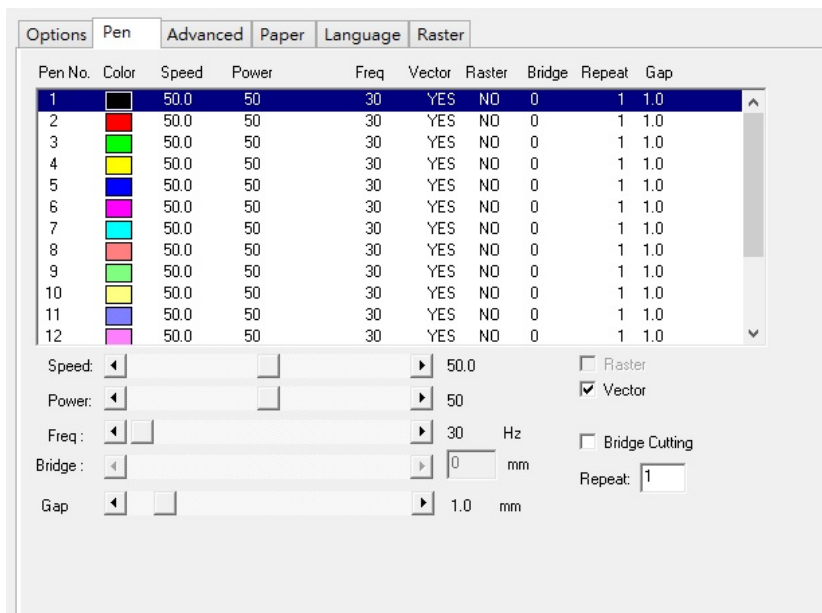 Options Pen Advanced Paper Language Raster
Pen No. Color Speed Power Freq Vector Raster Bridge Repeat Gap
1 50.0 50 30 YES NO 0 1 1.0
2 50.0 50 30 YES NO 0 1 1.0
3 50.0 50 30 YES NO 0 1 1.0
4 50.0 50 30 YES NO 0 1 1.0
5 50.0 50 30 YES NO 0 1 1.0
6 50.0 50 30 YES NO 0 1 1.0
7 50.0 50 30 YES NO 0 1 1.0
8 50.0 50 30 YES NO 0 1 1.0
9 50.0 50 30 YES NO 0 1 1.0
10 50.0 50 30 YES NO 0 1 1.0
11 50.0 50 30 YES NO 0 1 1.0
12 50.0 50 30 YES NO 0 1 1.0
Speed: 50.0 Raster
Power: 50 Vector
Freq : 30 Hz Bridge Cutting
Bridge : 0 mm Repeat: 1
Gap 1.0 mm